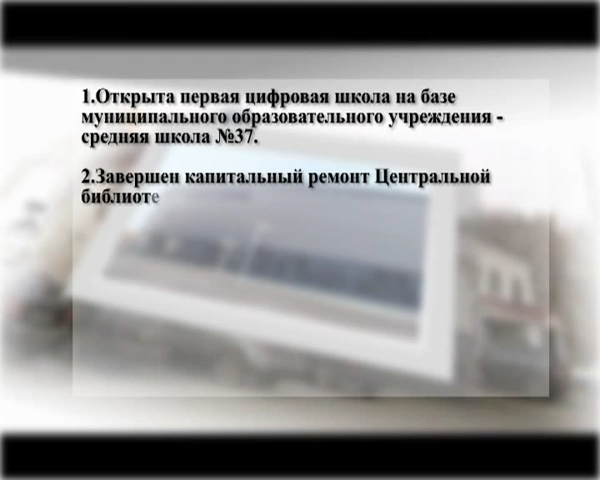 1.Открыта первая цифровая школа на базе
муниципального образовательного учреждения -
средняя школа №37.
2.Завершен капитальный ремонт Центральной
библиоте